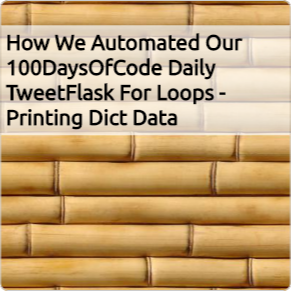 How We Automated Our
100DaysOfCode Daily
TweetFlask For Loops -
Printing Dict Data